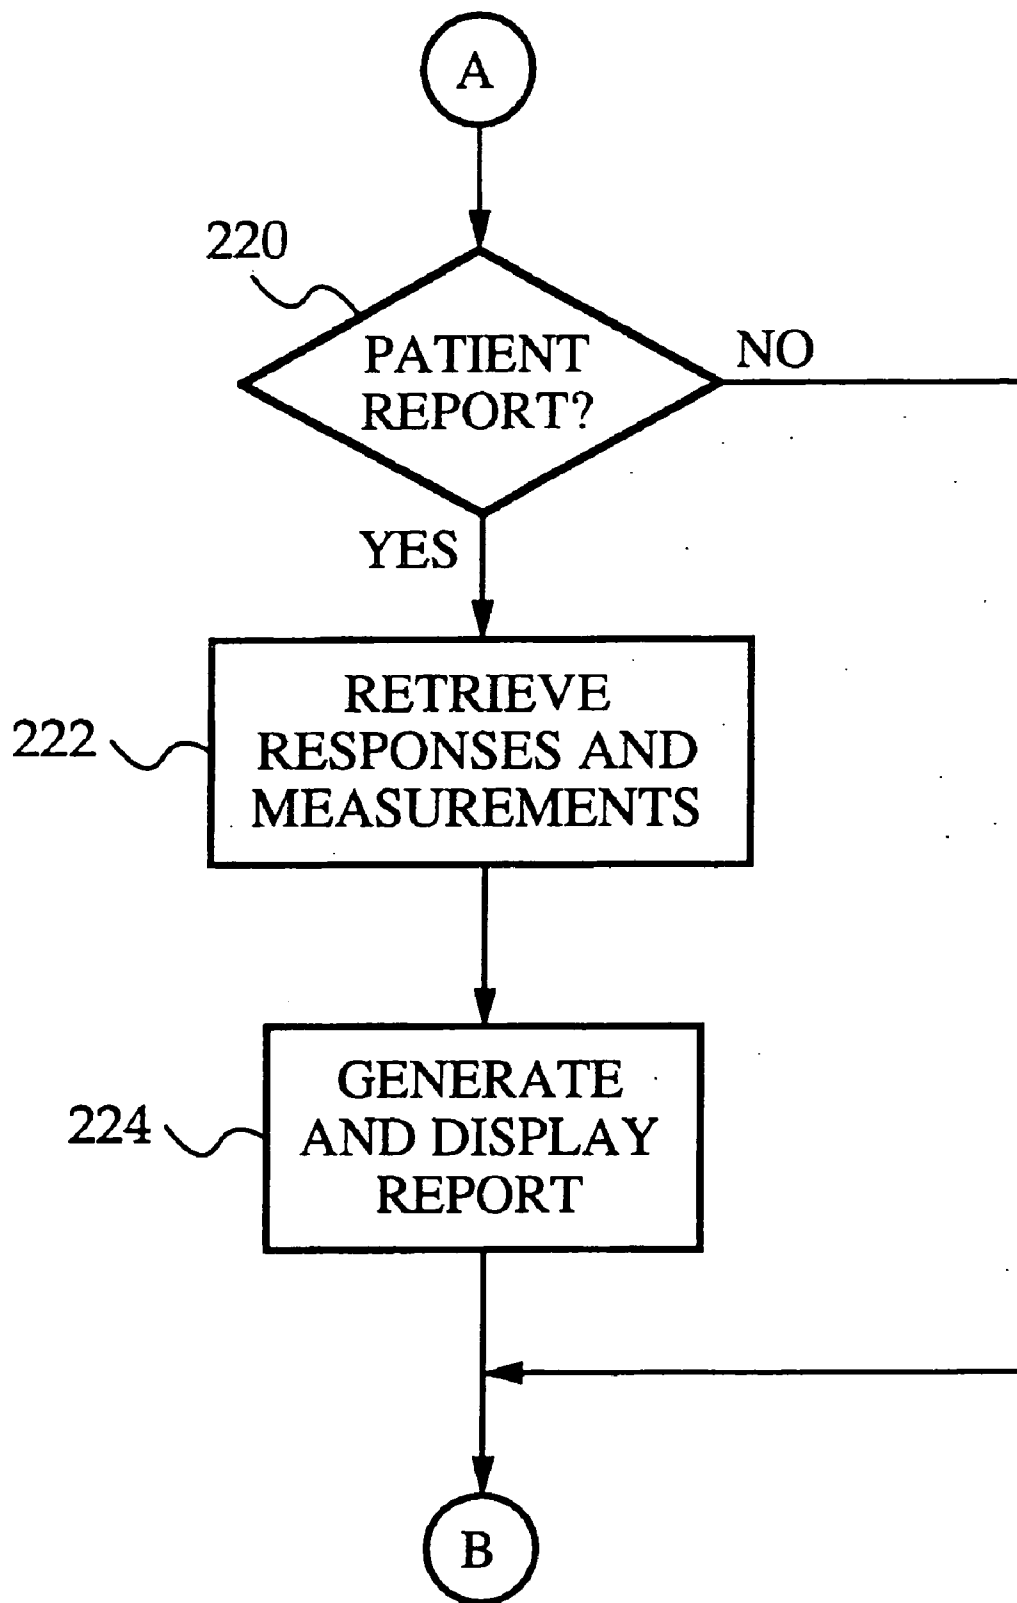 A
220
PATIENT
REPORT?
NO
YES
222
RETRIEVE
RESPONSES AND
MEASUREMENTS
224
GENERATE
AND DISPLAY
REPORT
B